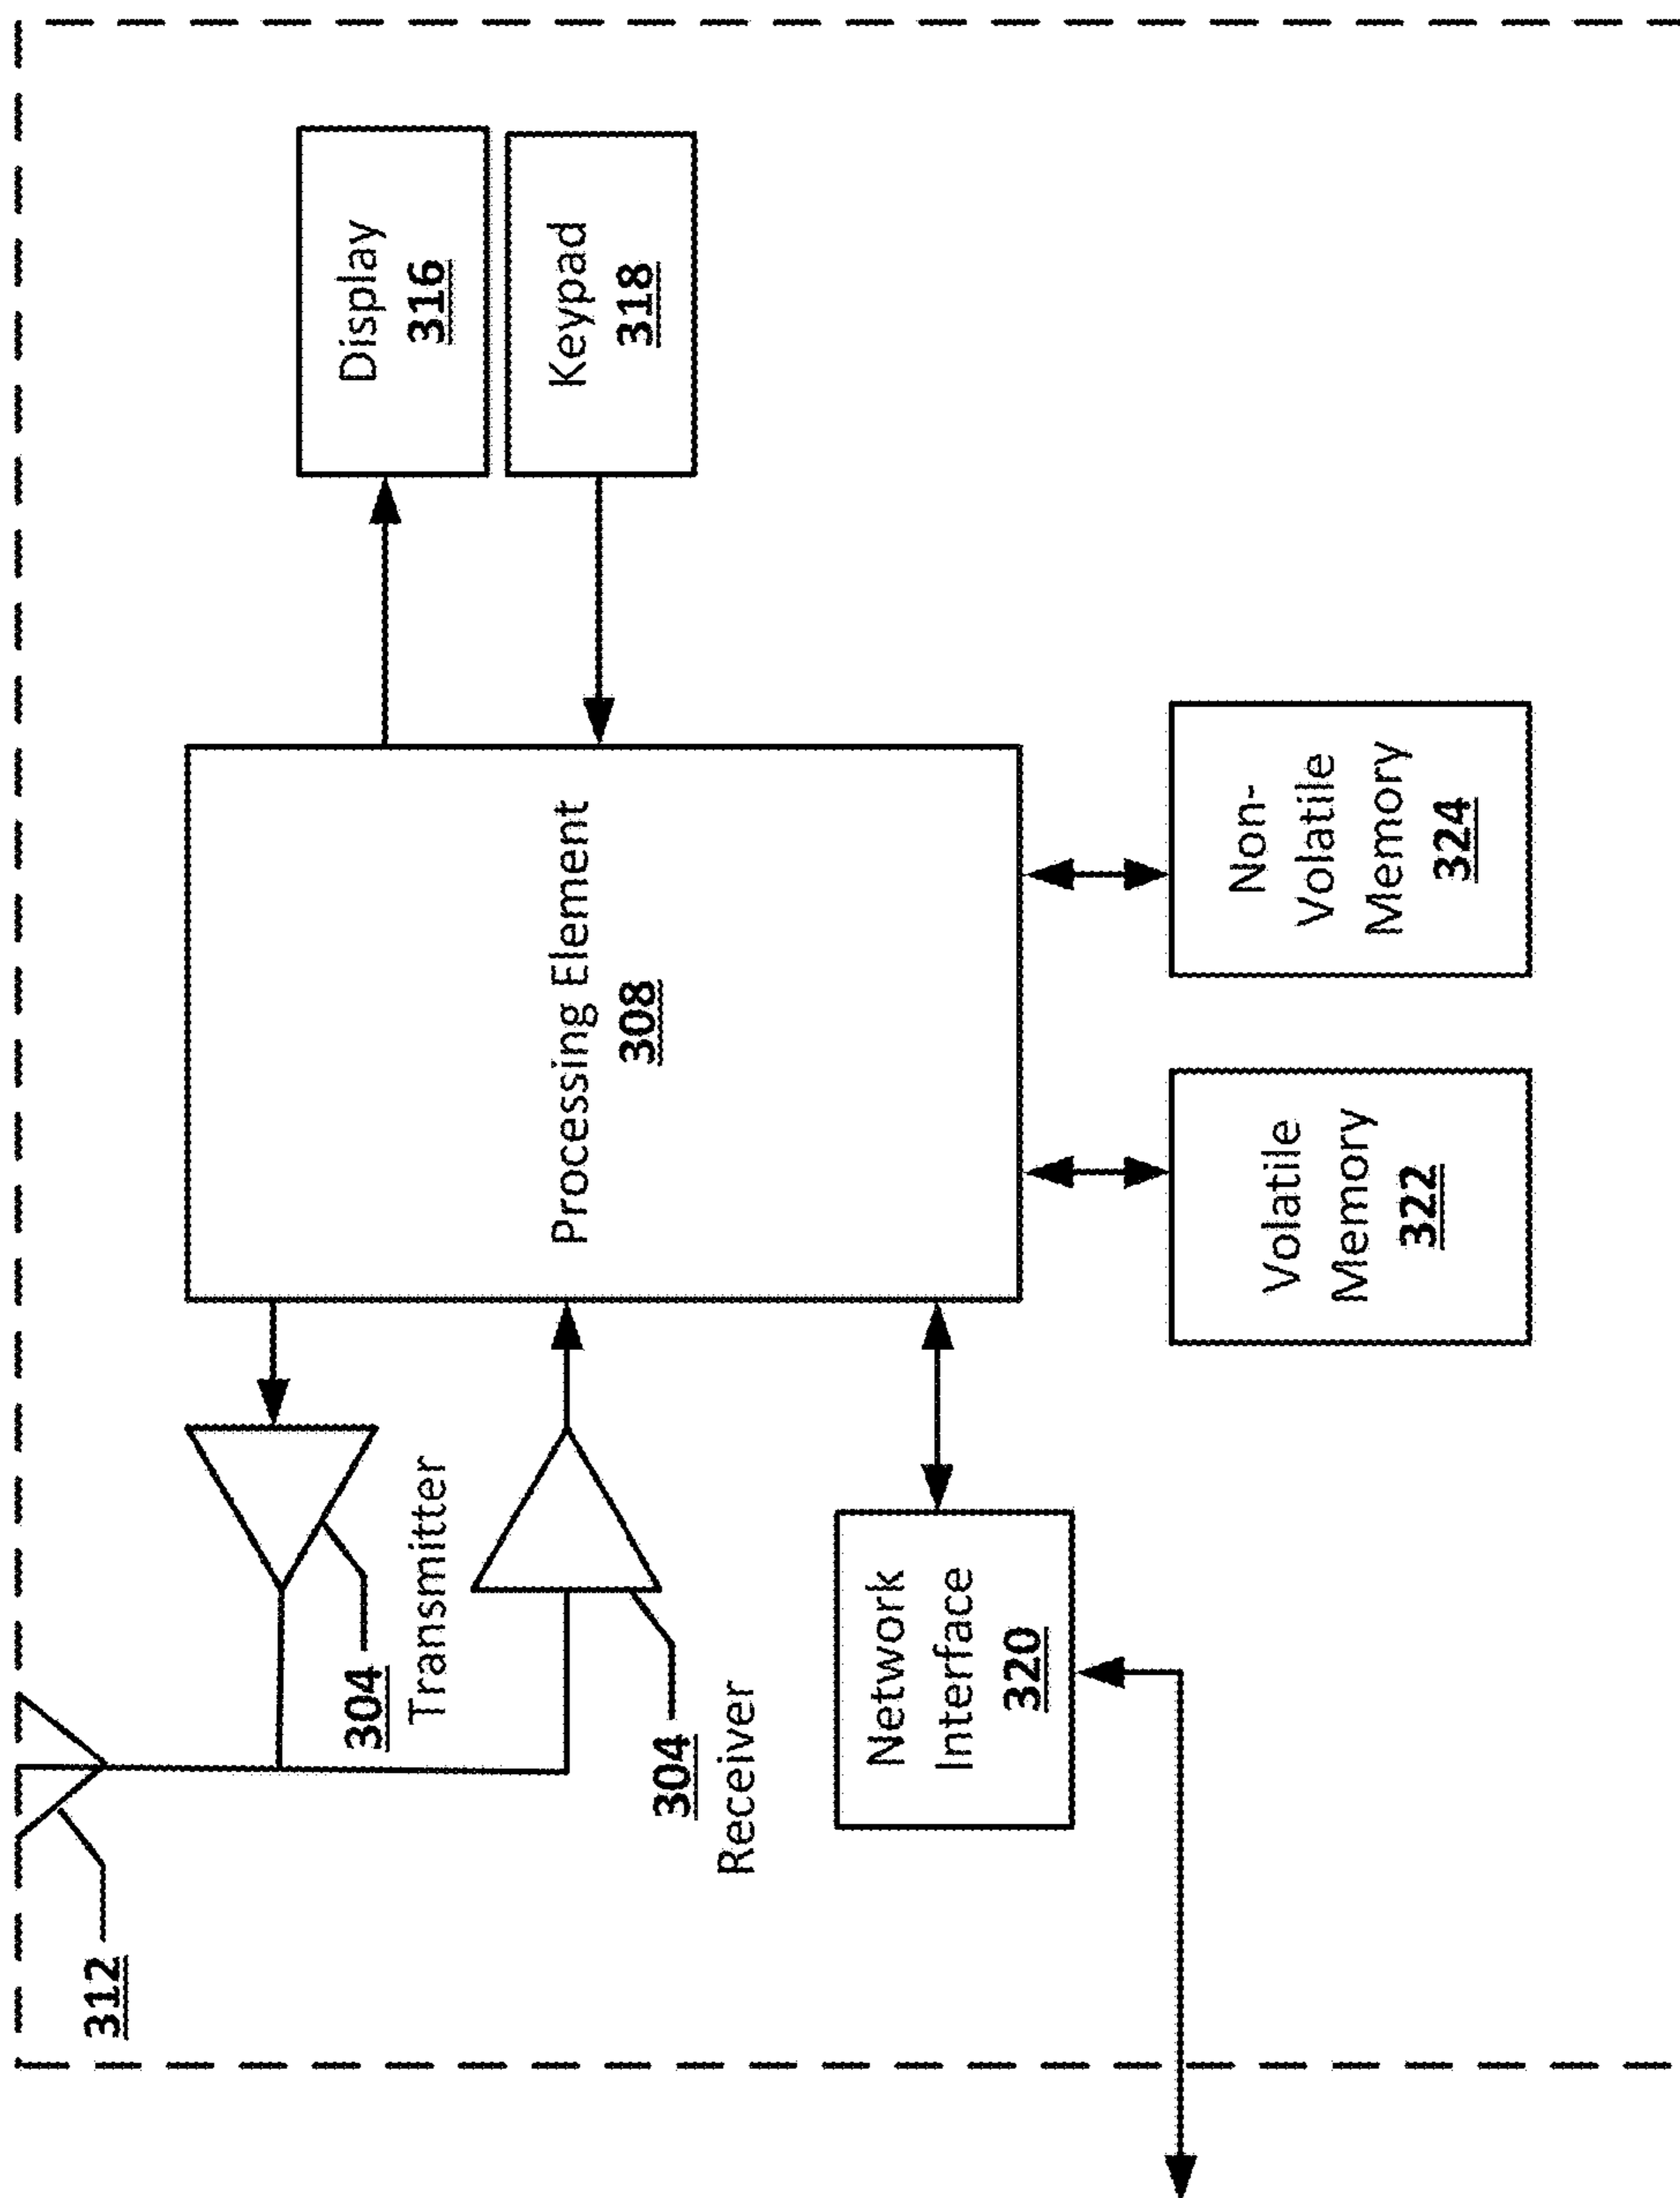 312
304
Transmitter
304
Receiver
Processing Element
308
Display
316
Keypad
318
Network
Interface
320
Volatile
Memory
322
Non-
Volatile
Memory
324